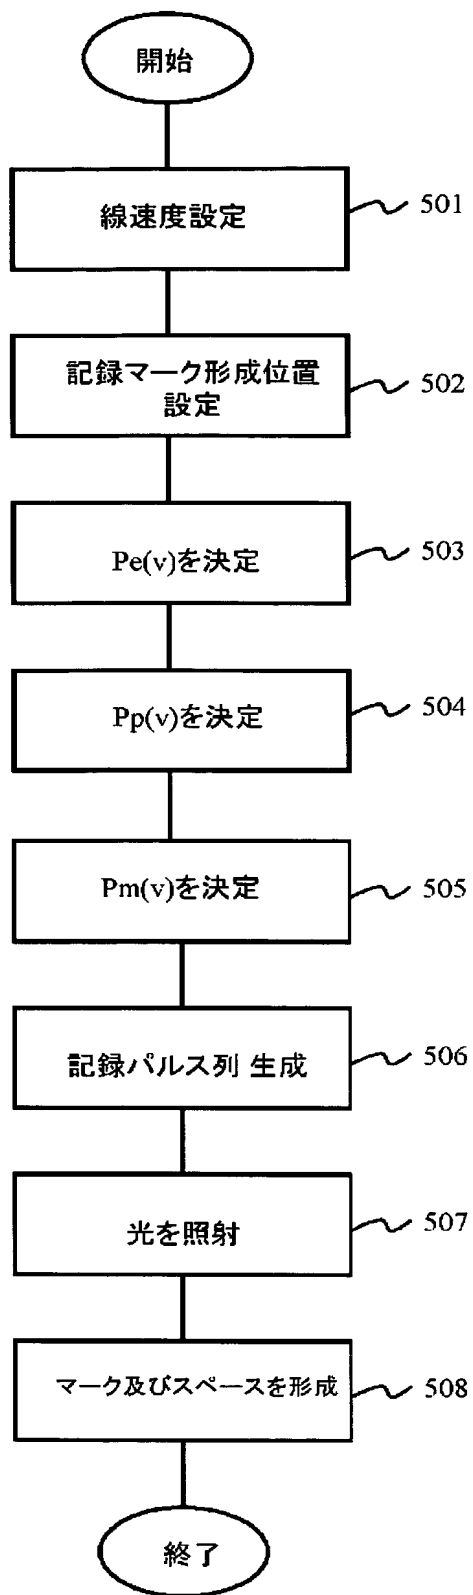 開始
線速度設定
501
記録マーク形成位置
設定
502
Pe(v)を決定
503
Pp(v)を決定
504
Pm(v)を決定
505
記録パルス列 生成
506
光を照射
507
マーク及びスペースを形成
508
終了